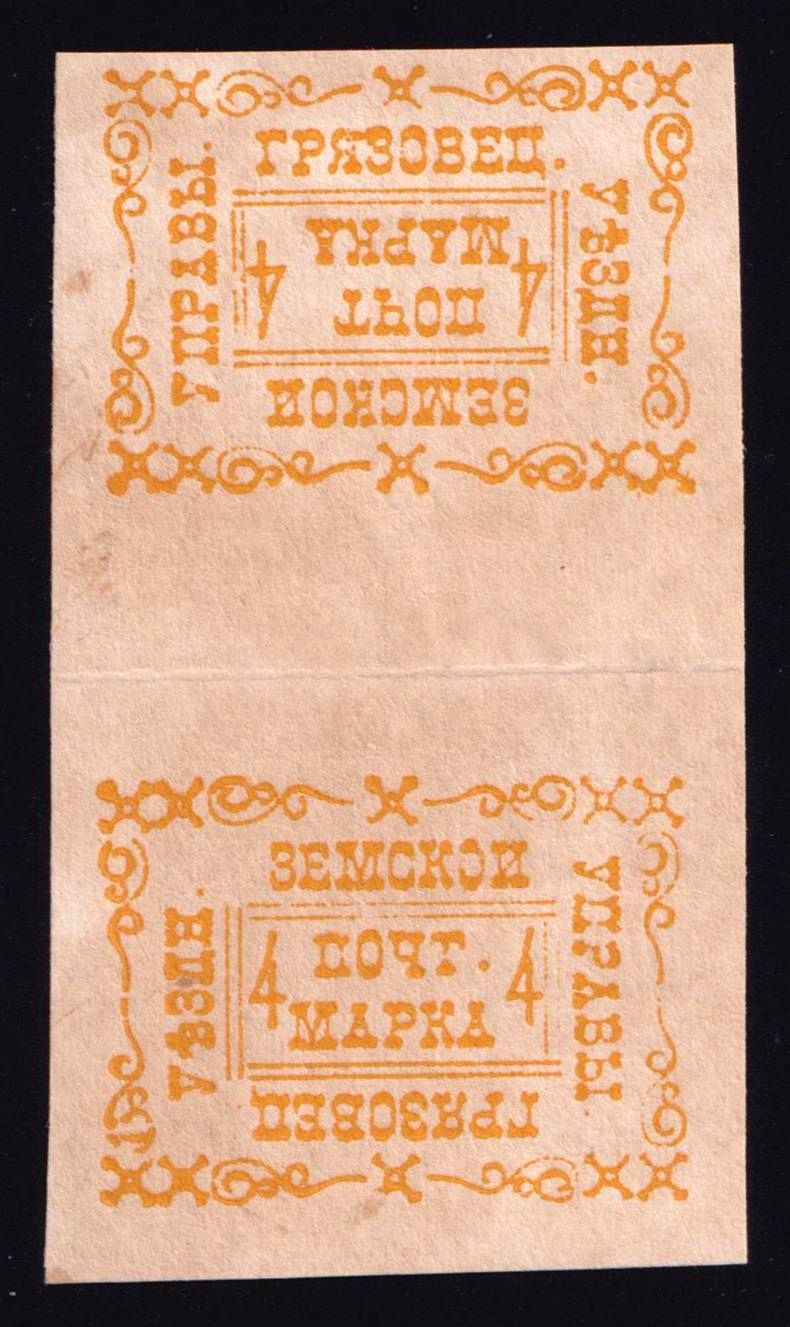 ГРЯЗОВЕЦ.
УѢЗДН.
ЗЕМСКОЙ
УПРАВЫ.
4 ПОЧТ 4
МАРКА
ЗЕМСКОЙ
УПРАВЫ
ГРЯЗОВЕЦ
УѢЗДН.
4 ПОЧТ. 4
МАРКА